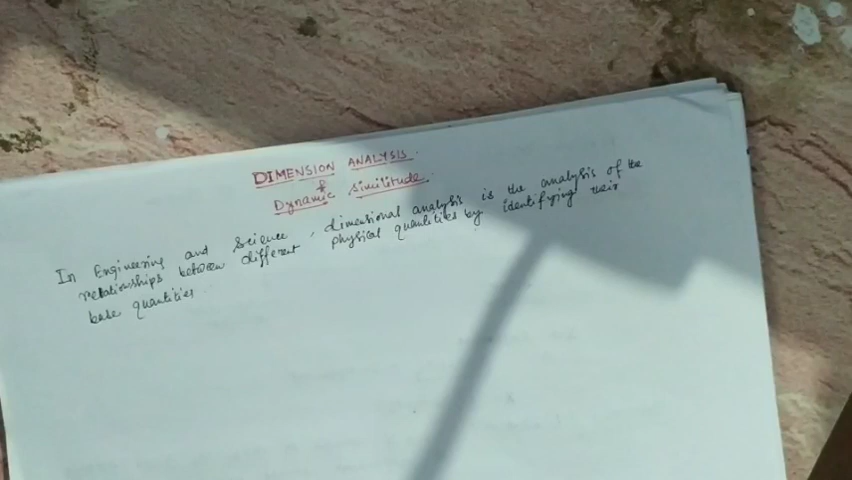 DIMENSION ANALYSIS
&
Dynamic similitude.
In Engineering and Science, dimensional analysis is the analysis of the
relationships between different physical quantities by identifying their
base quantities.